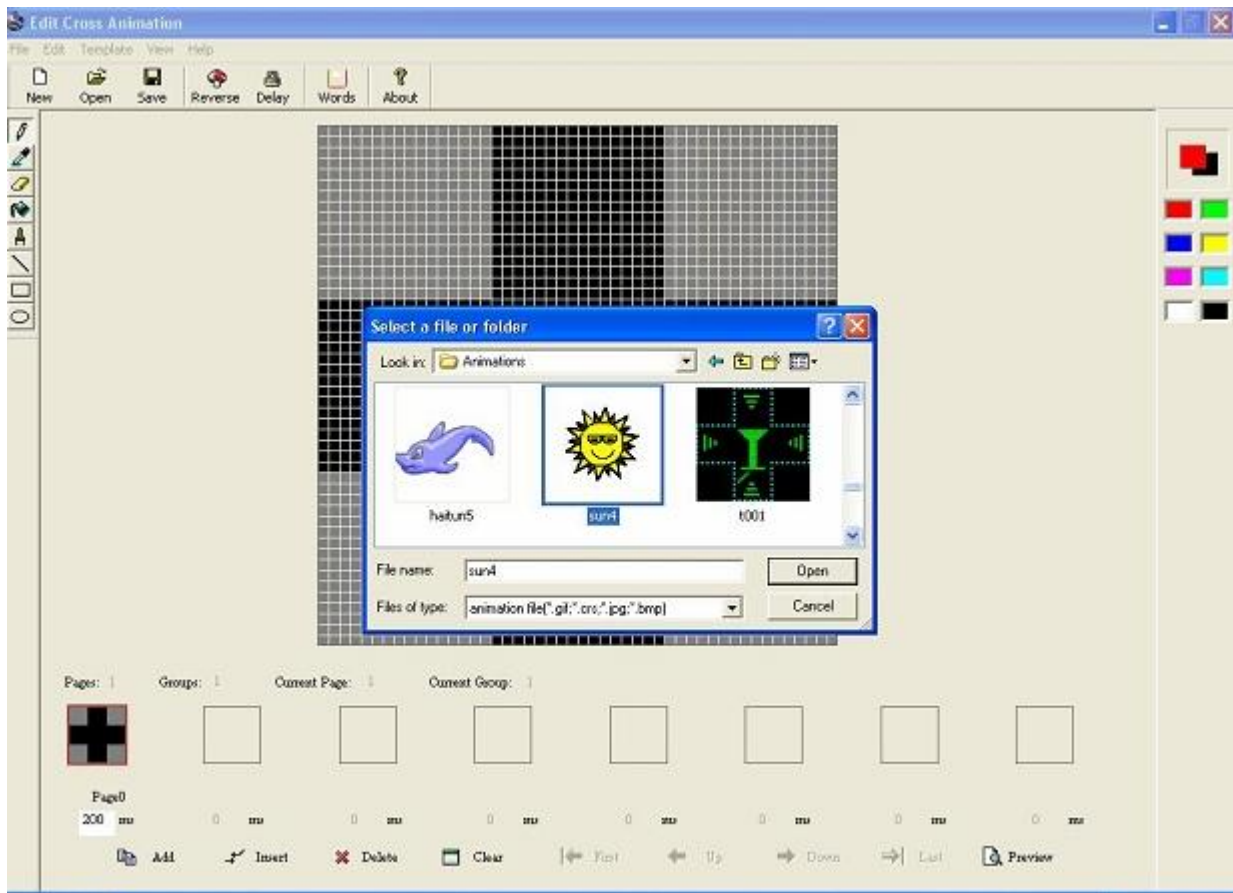 Edit Cross Animation
File Edit Template View Help
New Open Save Reverse Delay Words About
Select a file or folder
Look in: Animations
haitun5 sun4 t001
File name: sun4 Open
Files of type: animation file(*.gif;*.crs;*.jpg;*.bmp) Cancel
Pages: 1 Groups: 1 Current Page: 1 Current Group: 1
Page0
200 ms 0 ms 0 ms 0 ms 0 ms 0 ms 0 ms 0 ms
Add Insert Delete Clear First Up Down Last Preview